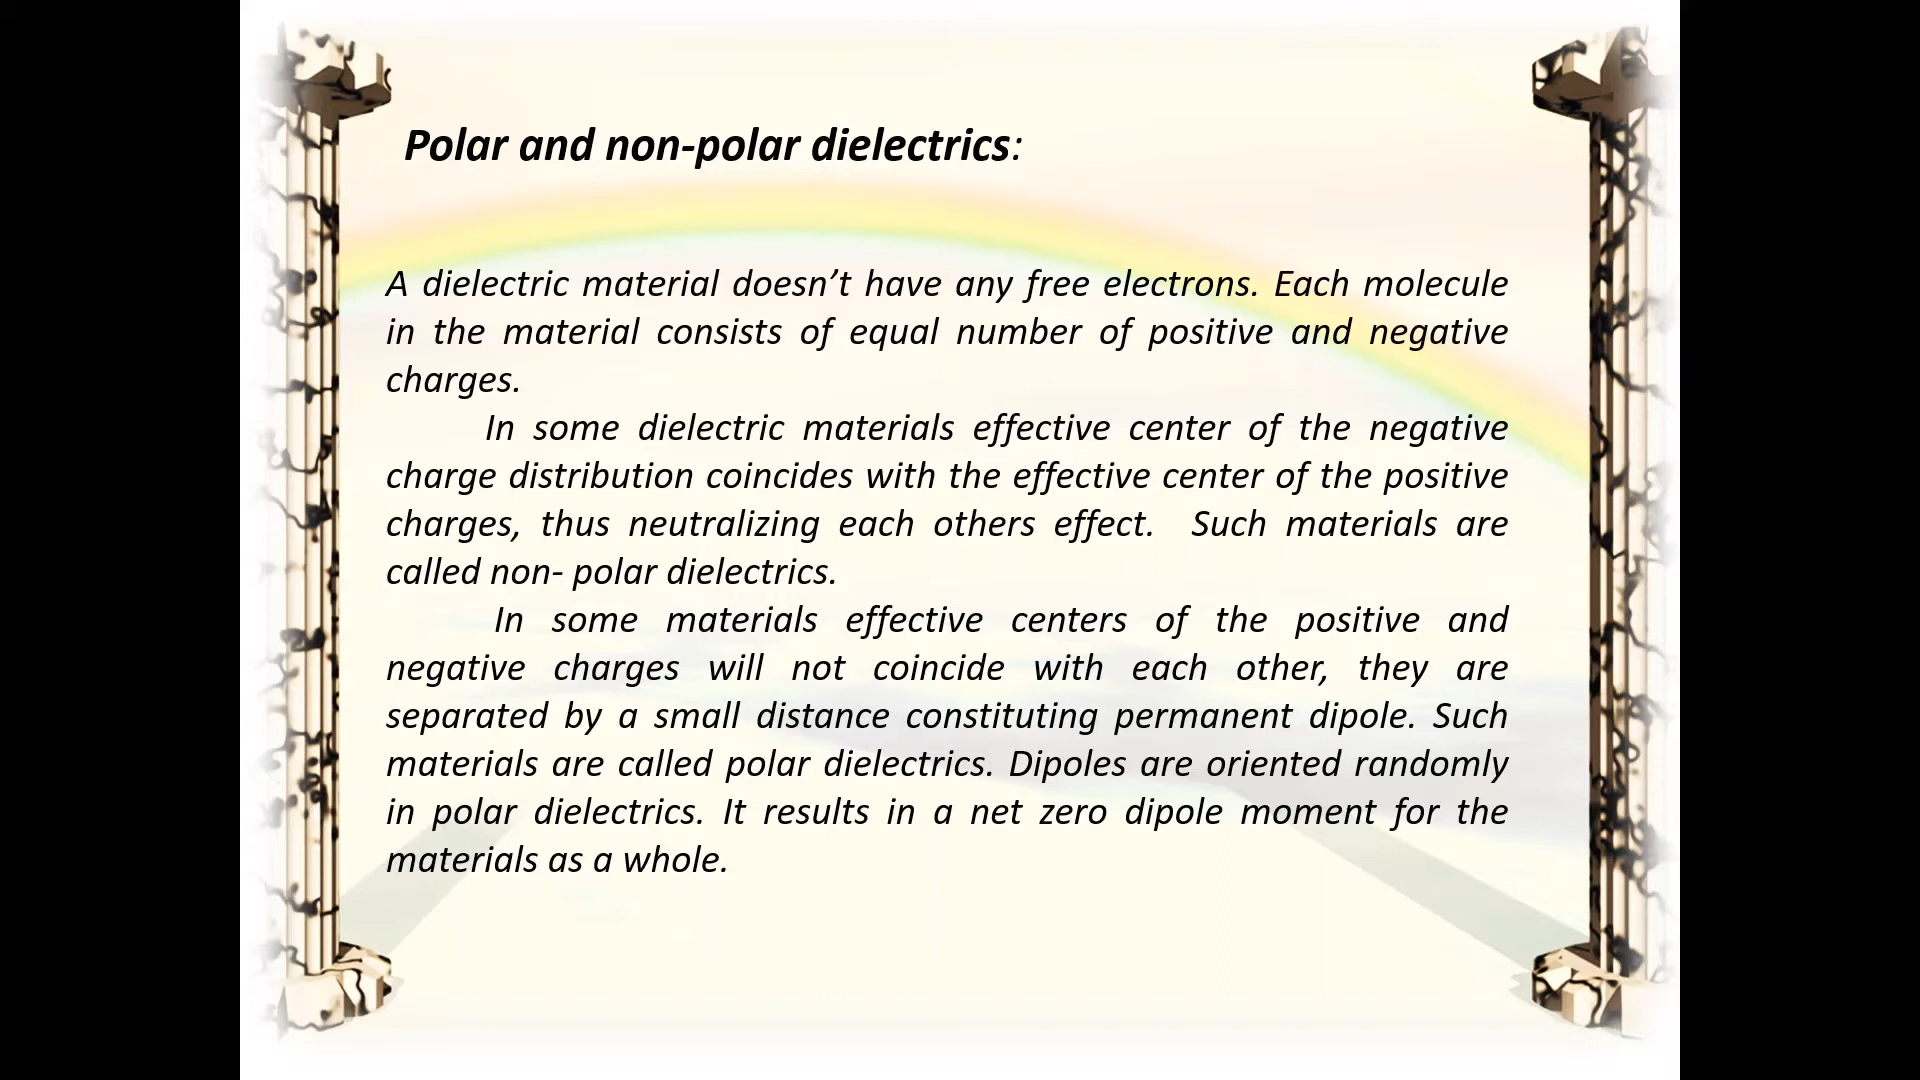 Polar and non-polar dielectrics:
A dielectric material doesn’t have any free electrons. Each molecule
in the material consists of equal number of positive and negative
charges.
In some dielectric materials effective center of the negative
charge distribution coincides with the effective center of the positive
charges, thus neutralizing each others effect. Such materials are
called non- polar dielectrics.
In some materials effective centers of the positive and
negative charges will not coincide with each other, they are
separated by a small distance constituting permanent dipole. Such
materials are called polar dielectrics. Dipoles are oriented randomly
in polar dielectrics. It results in a net zero dipole moment for the
materials as a whole.